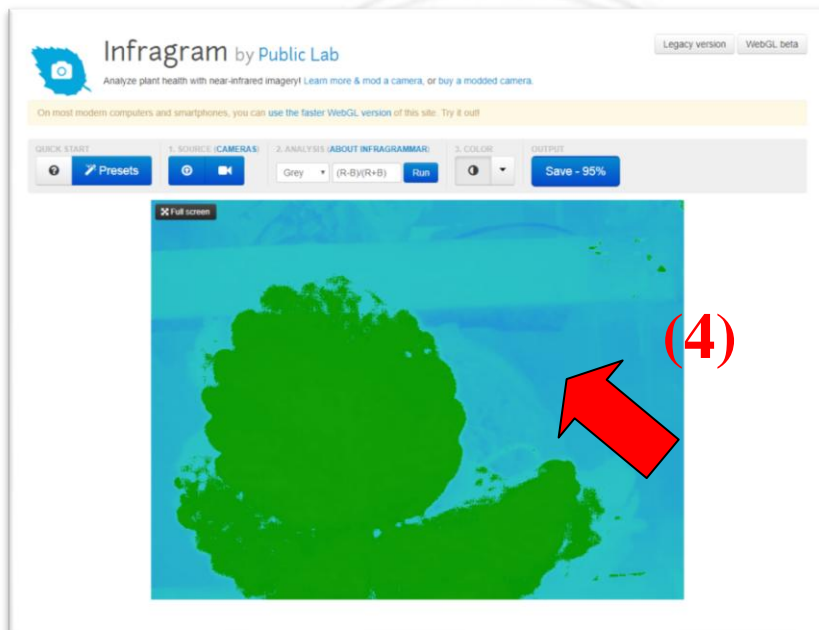 Infragram by Public Lab
Legacy version WebGL beta
Analyze plant health with near-infrared imagery! Learn more & mod a camera, or buy a modded camera.
On most modern computers and smartphones, you can use the faster WebGL version of this site. Try it out!
QUICK START 1. SOURCE (CAMERAS) 2. ANALYSIS (ABOUT INFRAGRAMMAR) 3. COLOR OUTPUT
? Presets Grey (R-B)/(R+B) Run Save - 95%
Full screen
(4)